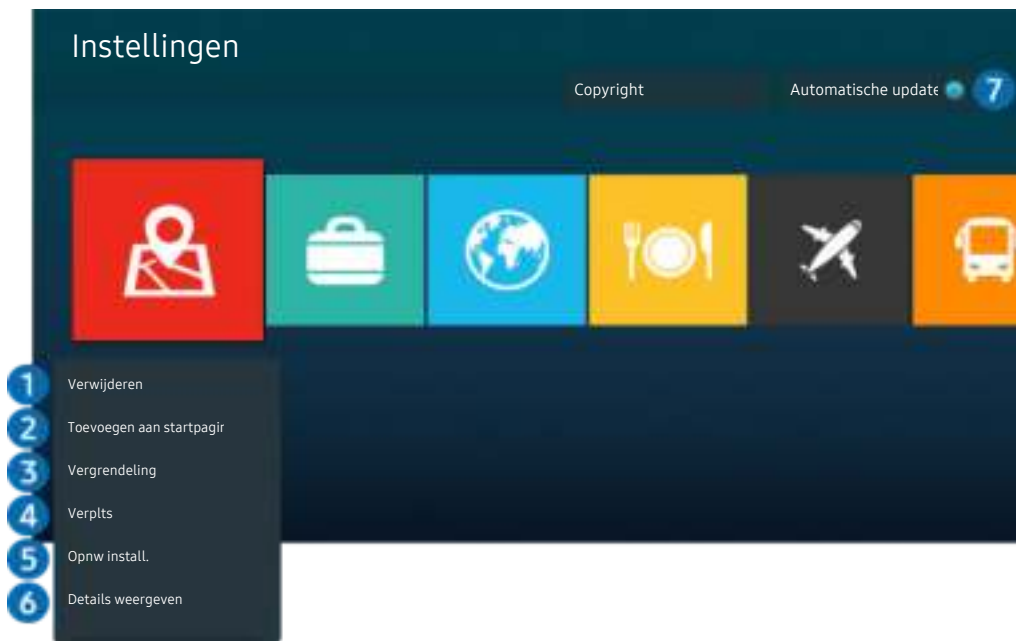 Instellingen
Copyright
Automatische update
7
1 Verwijderen
2 Toevoegen aan startpagir
3 Vergrendeling
4 Verplts
5 Opnw install.
6 Details weergeven